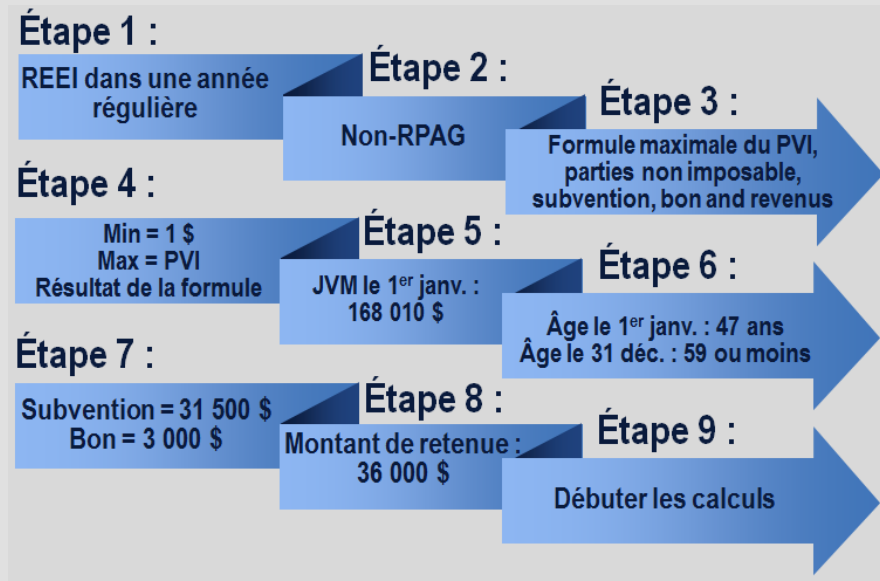 Étape 1 :
REEI dans une année
régulière
Étape 2 :
Non-RPAG
Étape 3 :
Formule maximale du PVI,
parties non imposable,
subvention, bon and revenus
Étape 4 :
Min = 1 $
Max = PVI
Résultat de la formule
Étape 5 :
JVM le 1er janv. :
168 010 $
Étape 6 :
Âge le 1er janv. : 47 ans
Âge le 31 déc. : 59 ou moins
Étape 7 :
Subvention = 31 500 $
Bon = 3 000 $
Étape 8 :
Montant de retenue :
36 000 $
Étape 9 :
Débuter les calculs